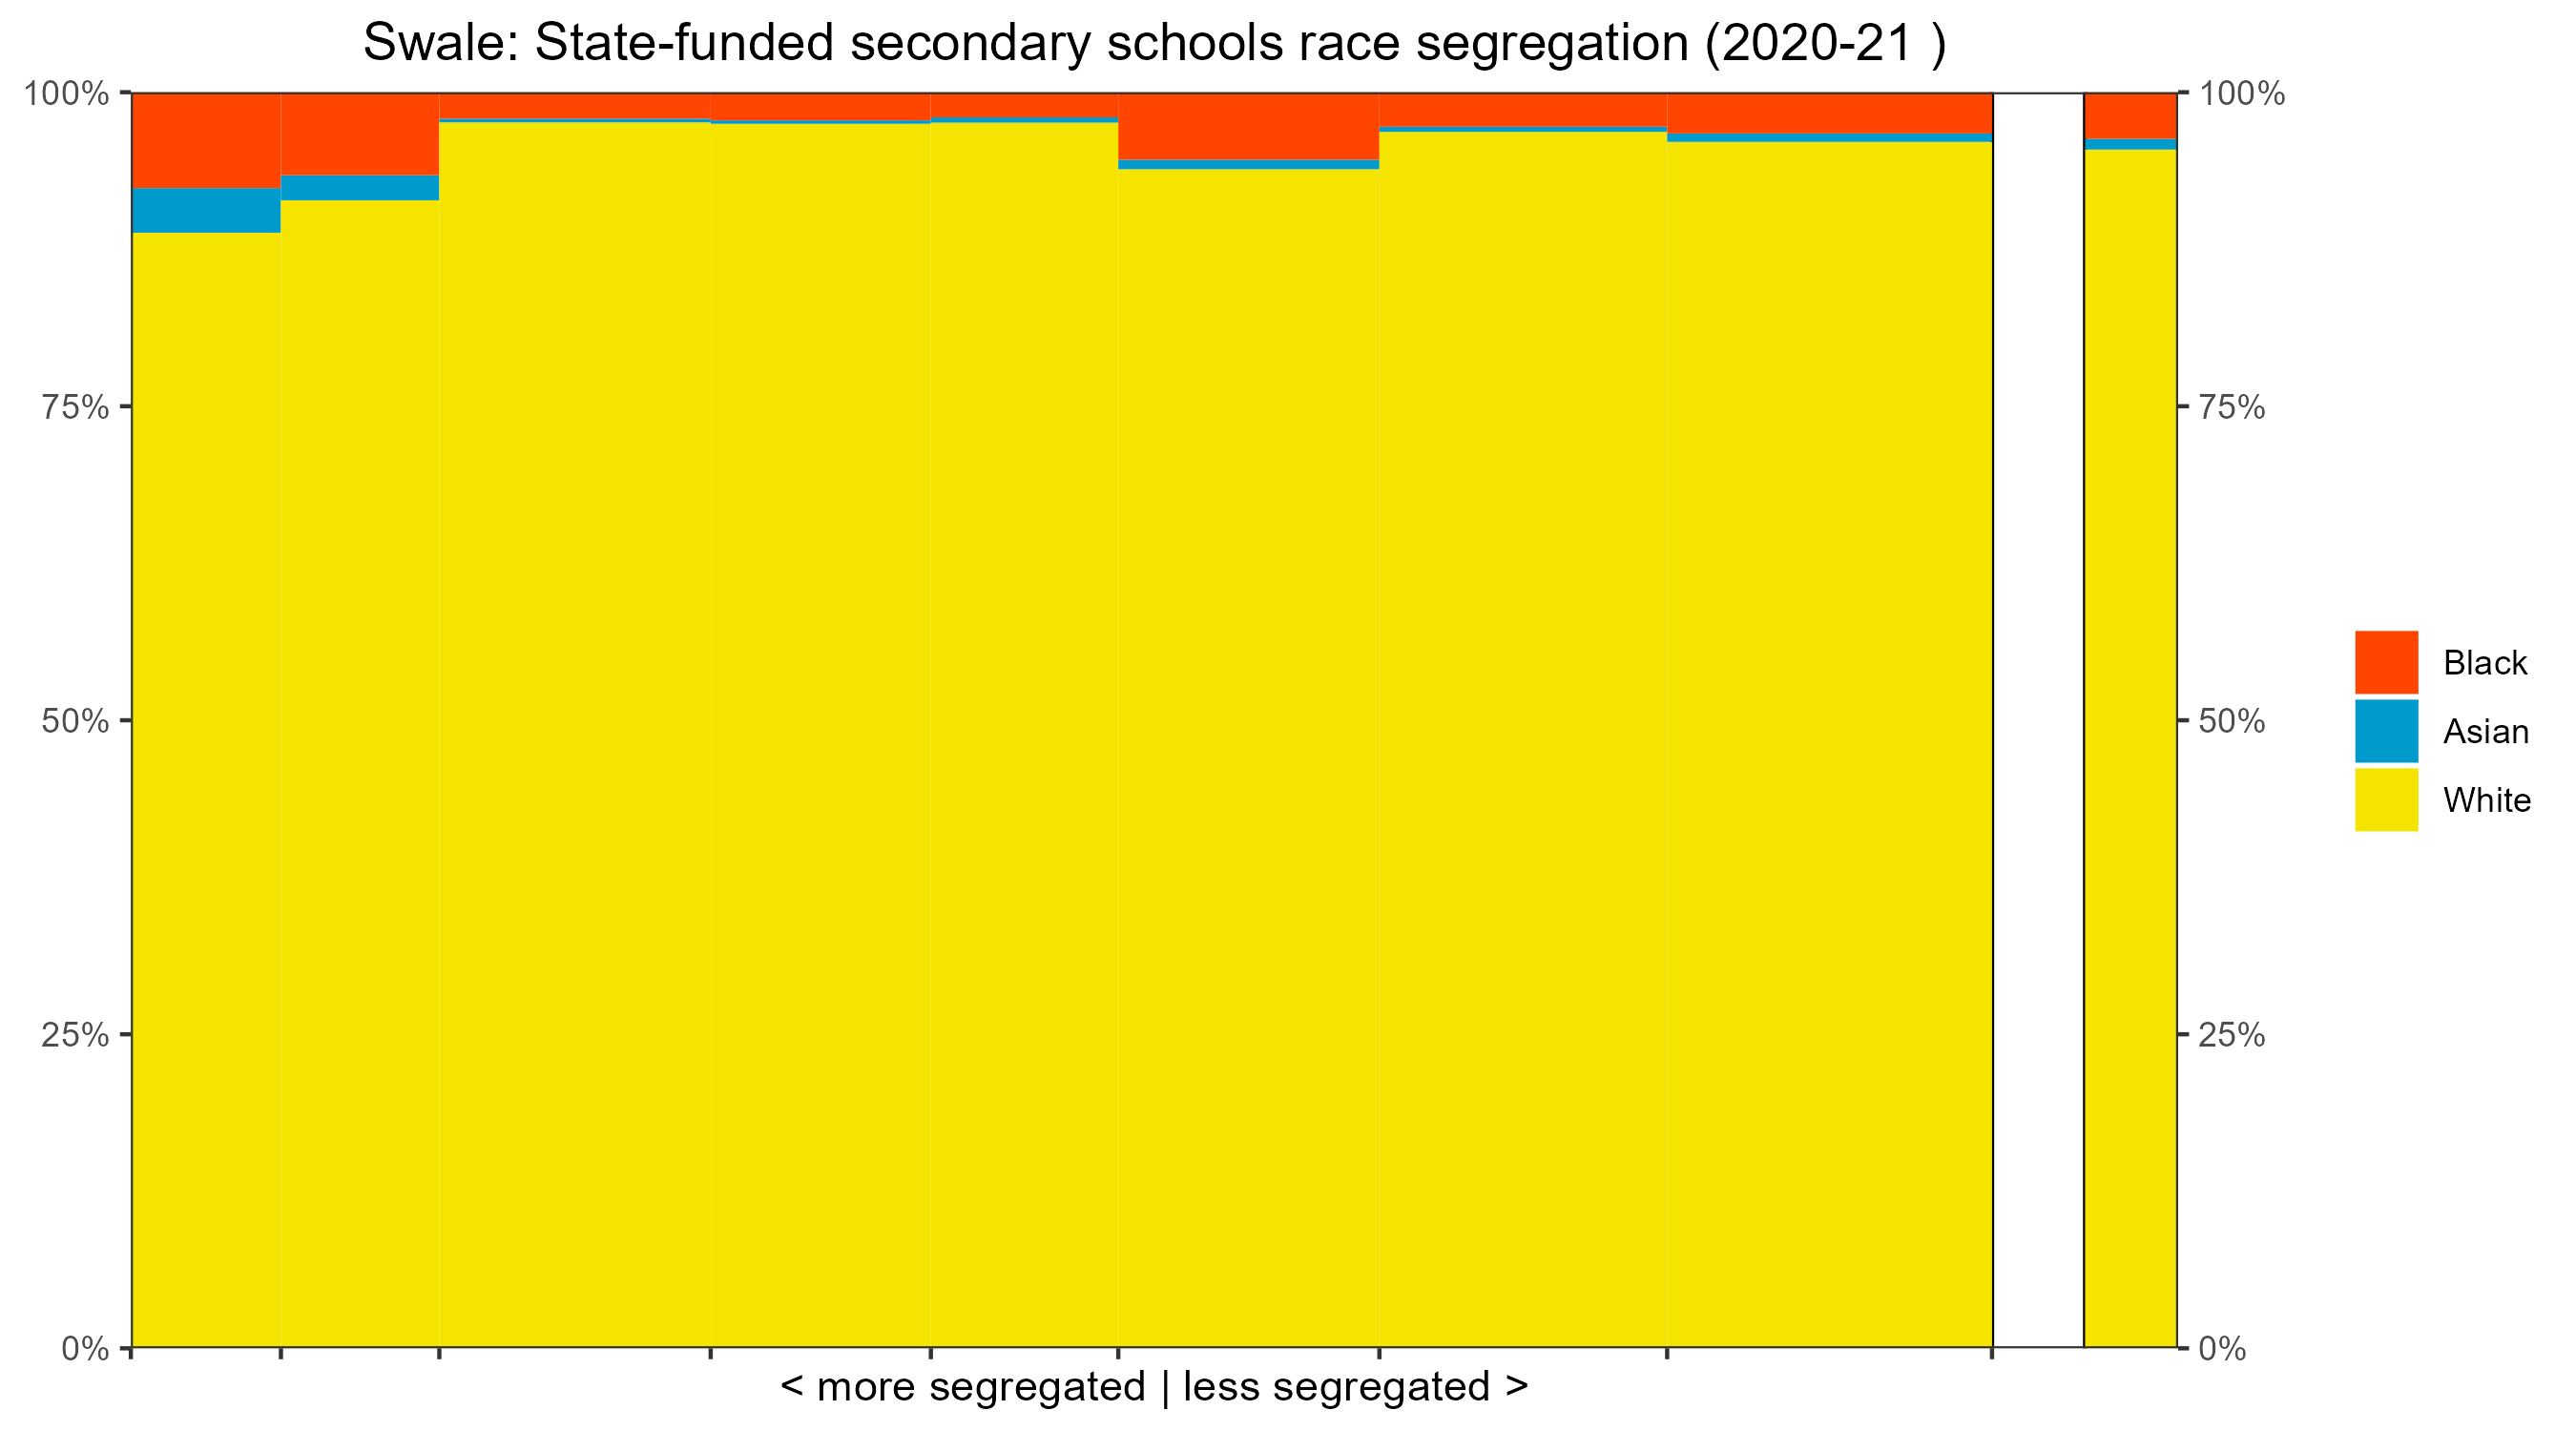 Swale: State-funded secondary schools race segregation (2020-21 )
100%
75%
50%
25%
0%
100%
75%
50%
25%
0%
Black
Asian
White
< more segregated | less segregated >